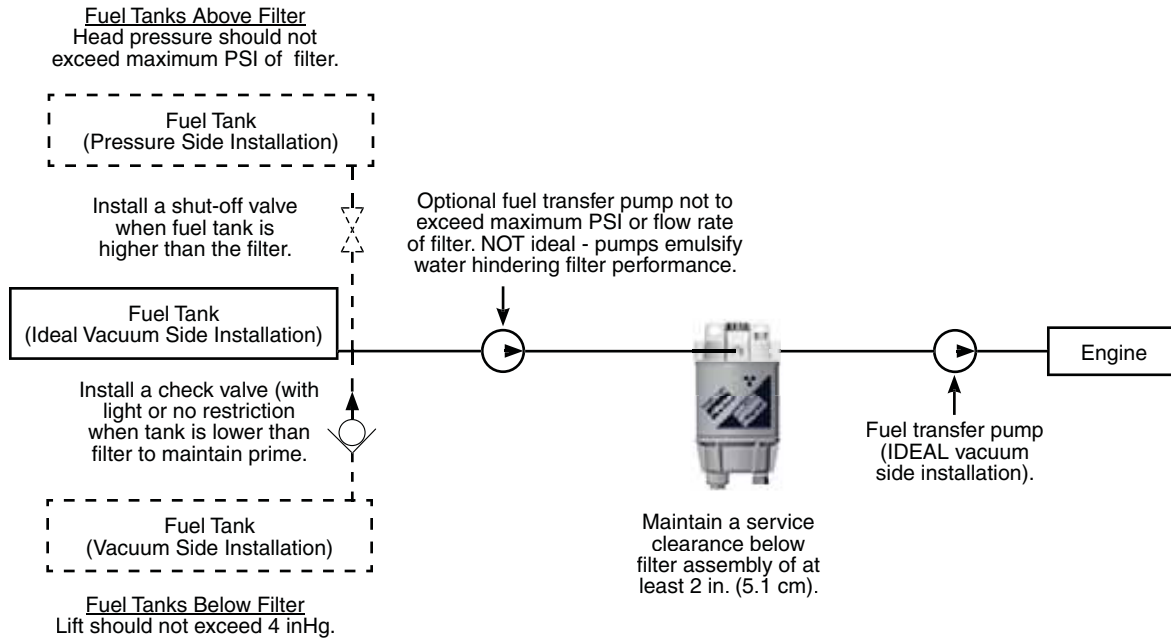 Fuel Tanks Above Filter
Head pressure should not
exceed maximum PSI of filter.
Fuel Tank
(Pressure Side Installation)
Install a shut-off valve
when fuel tank is
higher than the filter.
Optional fuel transfer pump not to
exceed maximum PSI or flow rate
of filter. NOT ideal - pumps emulsify
water hindering filter performance.
Fuel Tank
(Ideal Vacuum Side Installation)
Engine
Install a check valve (with
light or no restriction
when tank is lower than
filter to maintain prime.
Fuel transfer pump
(IDEAL vacuum
side installation).
Fuel Tank
(Vacuum Side Installation)
Maintain a service
clearance below
filter assembly of at
least 2 in. (5.1 cm).
Fuel Tanks Below Filter
Lift should not exceed 4 inHg.